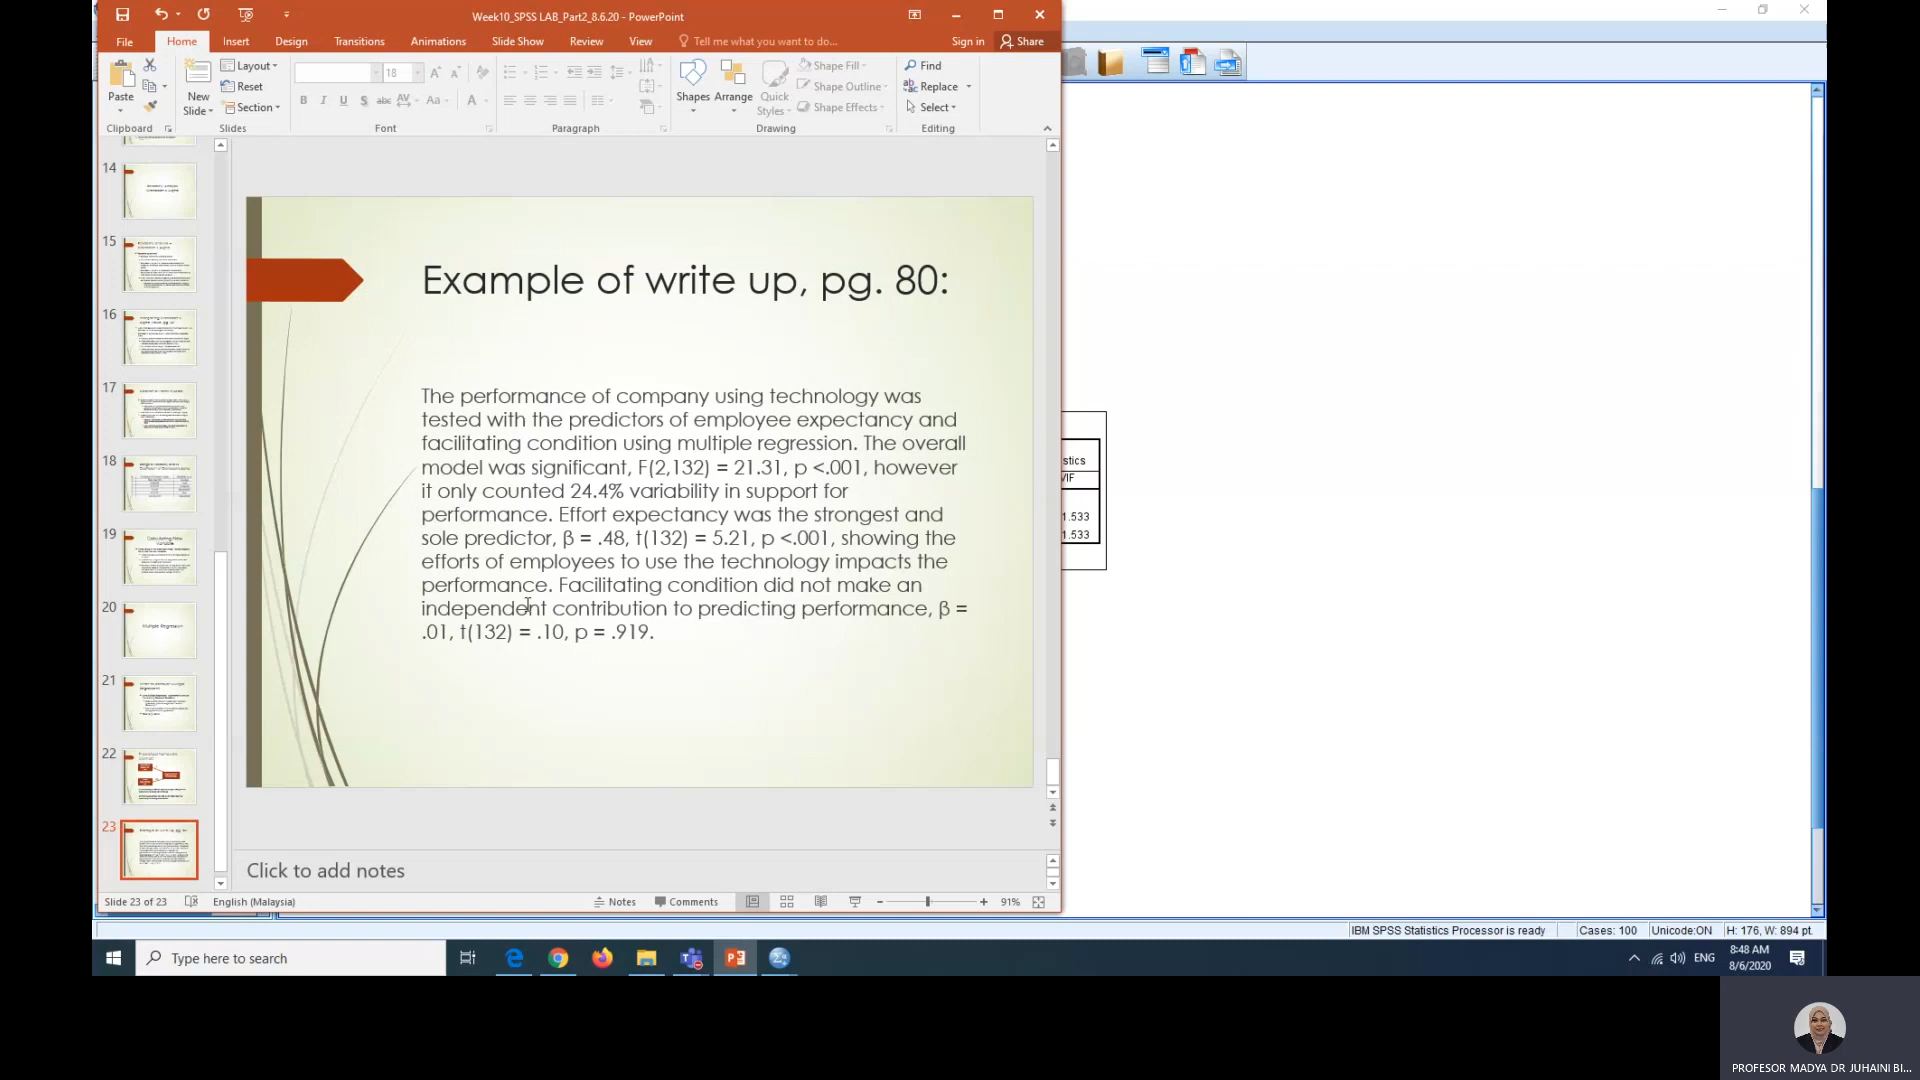 Week10_SPSS LAB_Part2_8.6.20 - PowerPoint
File Home Insert Design Transitions Animations Slide Show Review View Tell me what you want to do... Sign in Share
Paste
Clipboard
New Slide
Layout
Reset
Section
Slides
18
Font
Paragraph
Shapes Arrange Quick Styles
Shape Fill
Shape Outline
Shape Effects
Drawing
Find
Replace
Select
Editing
14
15
16
17
18
19
20
Multiple Regression
21
22
23
Example of write up, pg. 80:
The performance of company using technology was
tested with the predictors of employee expectancy and
facilitating condition using multiple regression. The overall
model was significant, F(2,132) = 21.31, p <.001, however
it only counted 24.4% variability in support for
performance. Effort expectancy was the strongest and
sole predictor, β = .48, t(132) = 5.21, p <.001, showing the
efforts of employees to use the technology impacts the
performance. Facilitating condition did not make an
independent contribution to predicting performance, β =
.01, t(132) = .10, p = .919.
stics
VIF
1.533
1.533
Click to add notes
Slide 23 of 23 English (Malaysia) Notes Comments 91%
IBM SPSS Statistics Processor is ready Cases: 100 Unicode:ON H: 176, W: 894 pt.
Type here to search
ENG
8:48 AM
8/6/2020
PROFESOR MADYA DR JUHAINI BI...